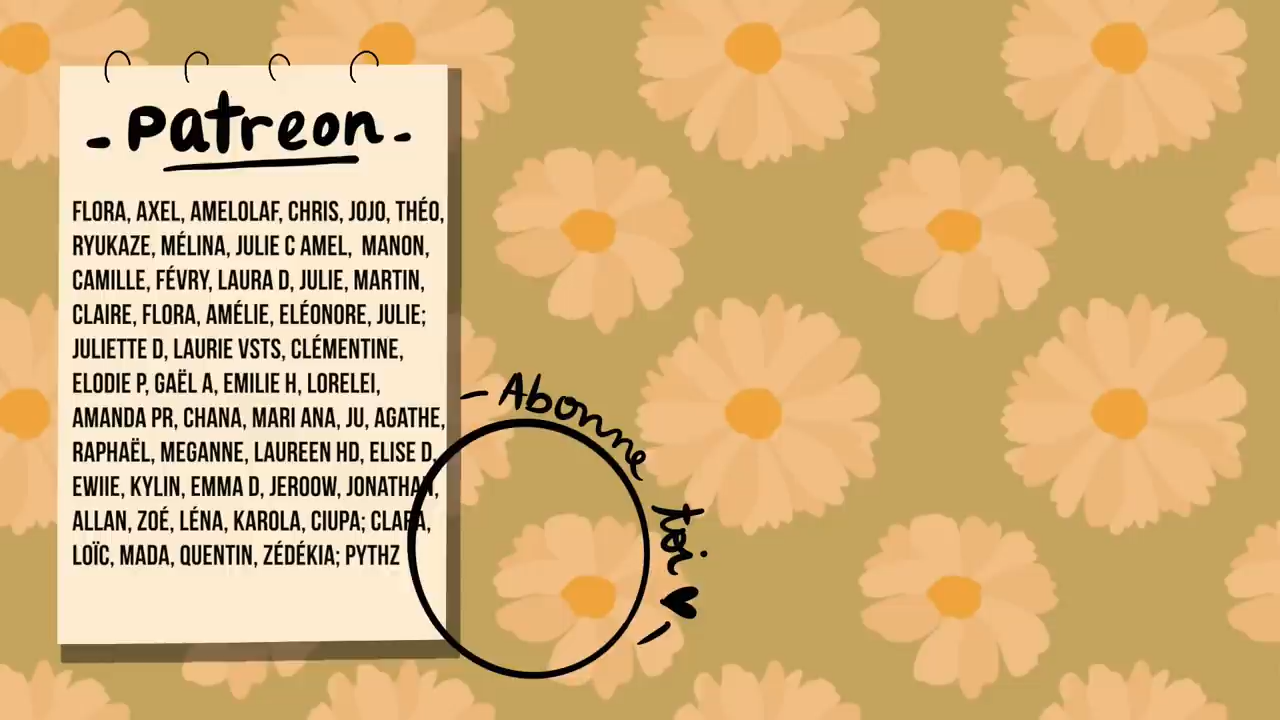 - Patreon -
FLORA, AXEL, AMELOLAF, CHRIS, JOJO, THÉO,
RYUKAZE, MÉLINA, JULIE C AMEL, MANON,
CAMILLE, FÉVRY, LAURA D, JULIE, MARTIN,
CLAIRE, FLORA, AMÉLIE, ELÉONORE, JULIE;
JULIETTE D, LAURIE VSTS, CLÉMENTINE,
ELODIE P, GAËL A, EMILIE H, LORELEI,
AMANDA PR, CHANA, MARI ANA, JU, AGATHE,
RAPHAËL, MEGANNE, LAUREEN HD, ELISE D,
EWIIE, KYLIN, EMMA D, JEROOW, JONATHAN,
ALLAN, ZOÉ, LÉNA, KAROLA, CIUPA; CLARA,
LOÏC, MADA, QUENTIN, ZÉDÉKIA; PYTHZ
- Abonne toi ♥ -